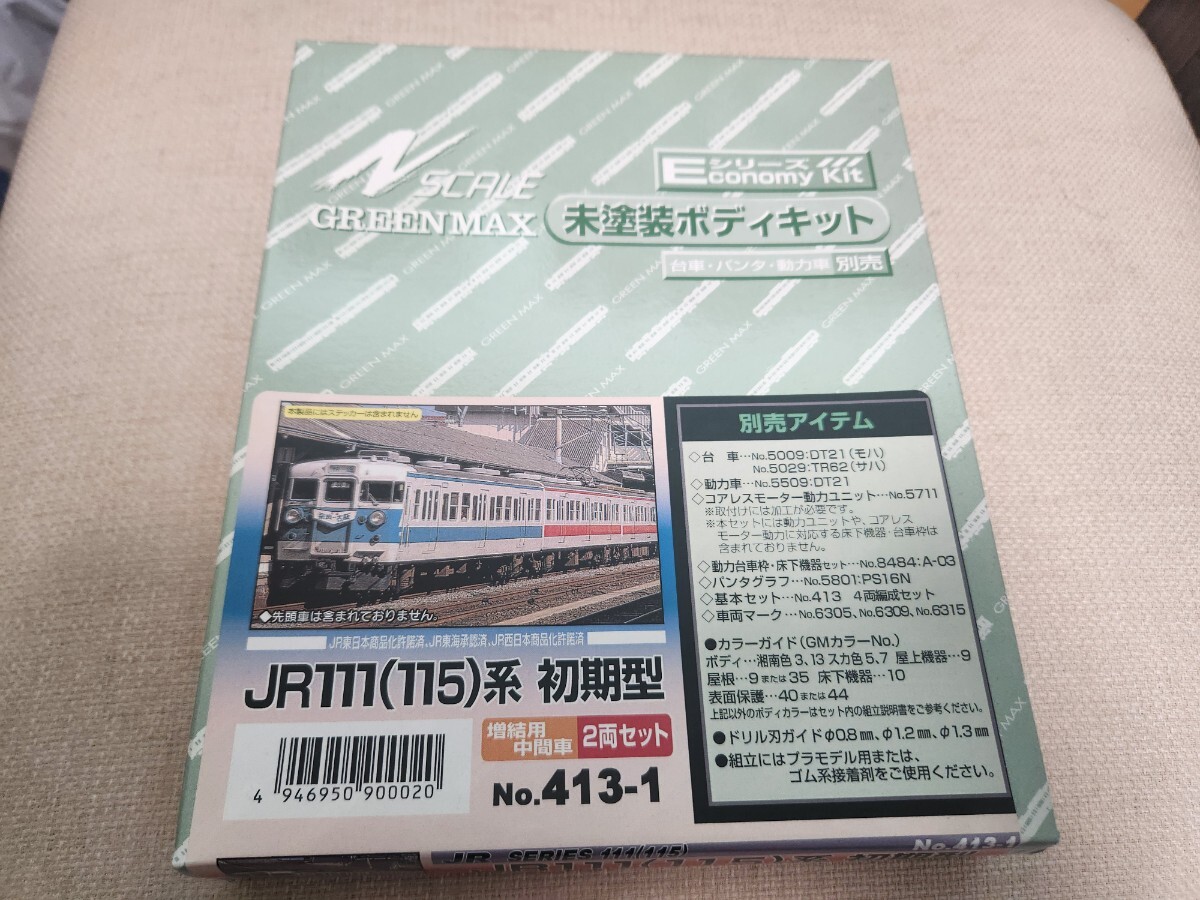 N SCALE
GREENMAX
Eシリーズ
Economy Kit
未塗装ボディキット
台車・パンタ・動力車 別売
本製品にはステッカーは含まれません
◇先頭車は含まれておりません。
JR東日本商品化許諾済、JR東海承認済、JR西日本商品化許諾済
JR111(115)系 初期型
増結用
中間車
2両セット
No.413-1
4 946950 900020
別売アイテム
◇台 車…No.5009:DT21(モハ)
No.5029:TR62(サハ)
◇動力車…No.5509:DT21
◇コアレスモーター動力ユニット…No.5711
※取付けには加工が必要です。
※本セットには動力ユニットや、コアレス
モーター動力に対応する床下機器・台車枠は
含まれておりません。
◇動力台車枠・床下機器セット…No.8484:A-03
◇パンタグラフ…No.5801:PS16N
◇基本セット…No.413 4両編成セット
◇車両マーク…No.6305、No.6309、No.6315
●カラーガイド(GMカラーNo.)
ボディ…湘南色3、13 スカ色5、7 屋上機器…9
屋根…9または35 床下機器…10
表面保護…40または44
上記以外のボディカラーはセット内の組立説明書をご参考ください。
●ドリル刃ガイドφ0.8㎜、φ1.2㎜、φ1.3㎜
●組立にはプラモデル用または、
ゴム系接着剤をご使用ください。
JR SERIES 111(115)
JR111(115)系 初期型
No.413-1